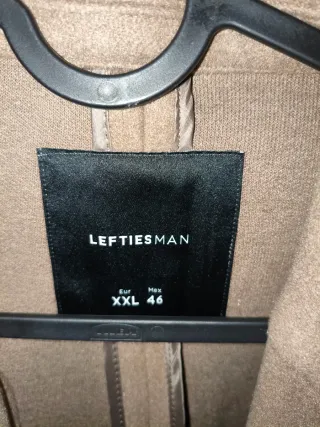 LEFTIESMAN
Eur Mex
XXL 46